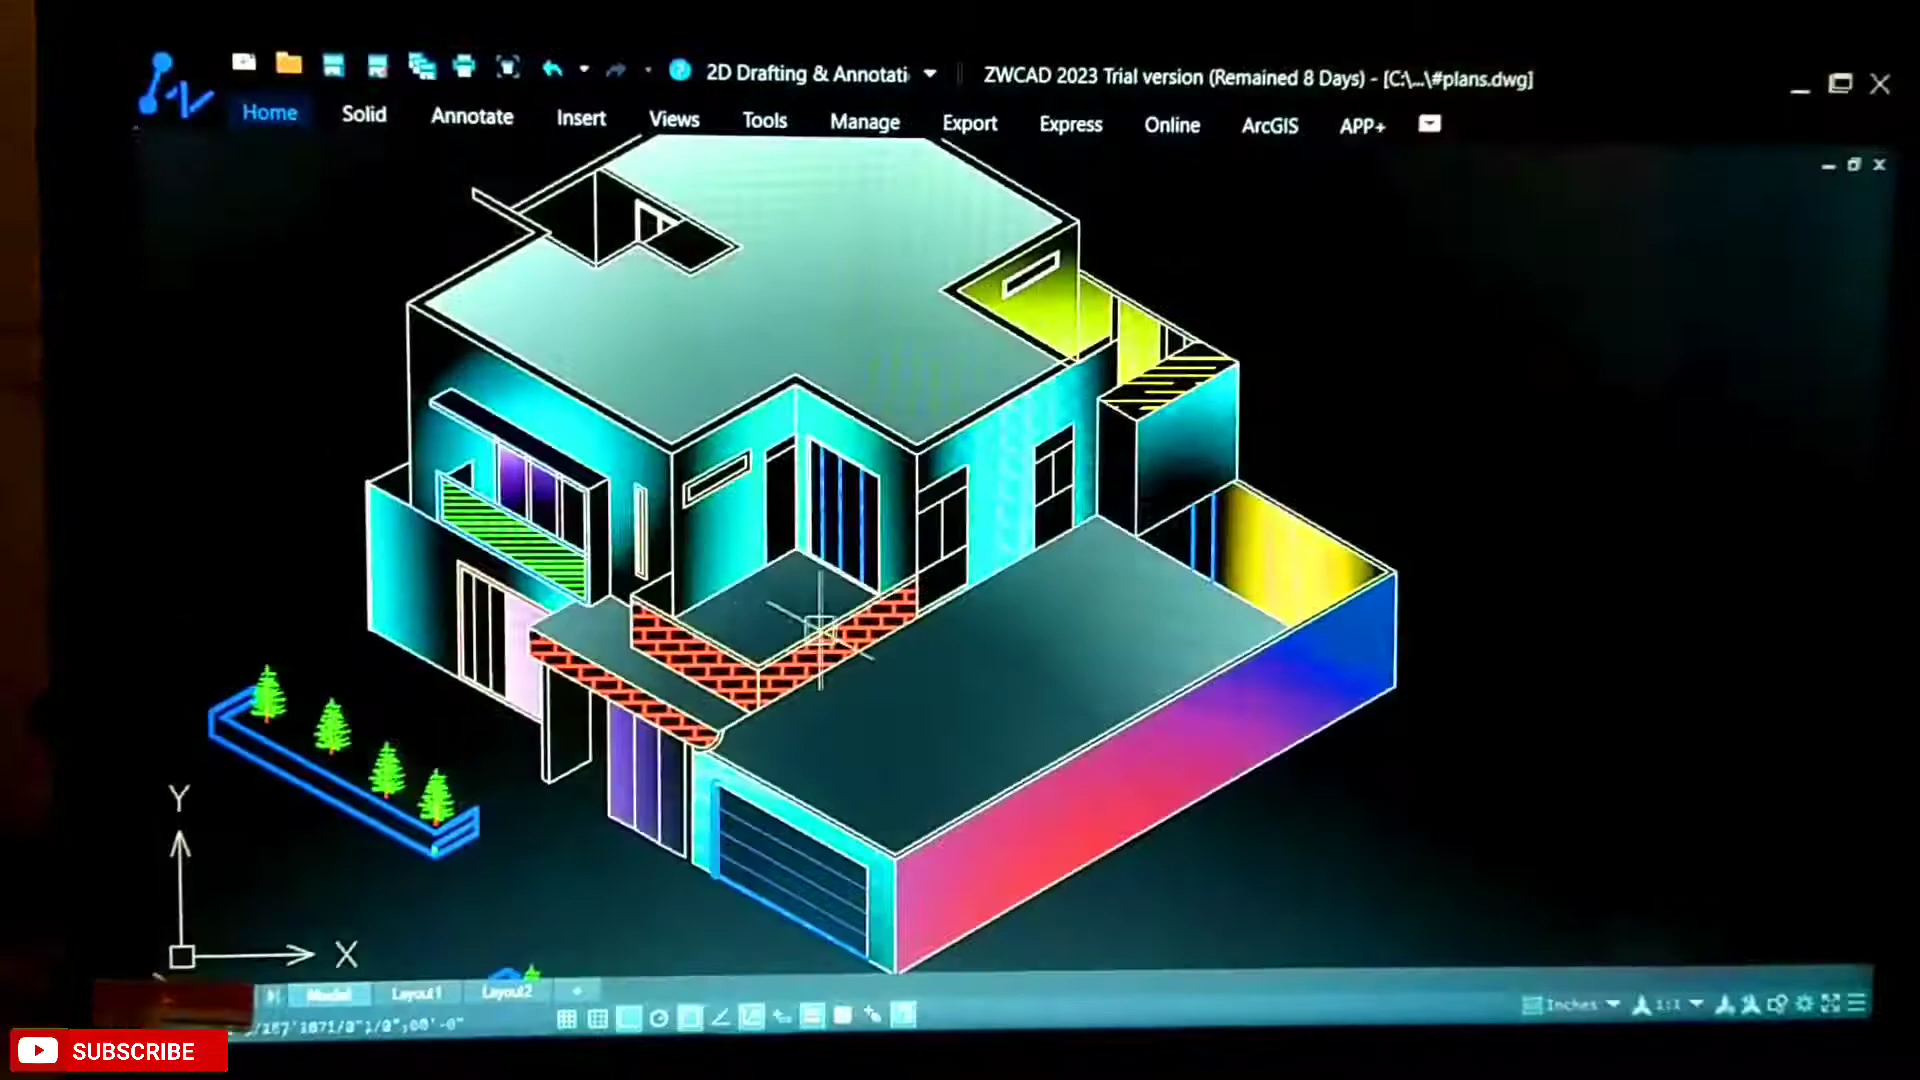 2D Drafting & Annotati
ZWCAD 2023 Trial version (Remained 8 Days) - [C:\...\#plans.dwg]
Home Solid Annotate Insert Views Tools Manage Export Express Online ArcGIS APP+
Y
X
Model Layout1 Layout2 +
Inches 1:1
SUBSCRIBE